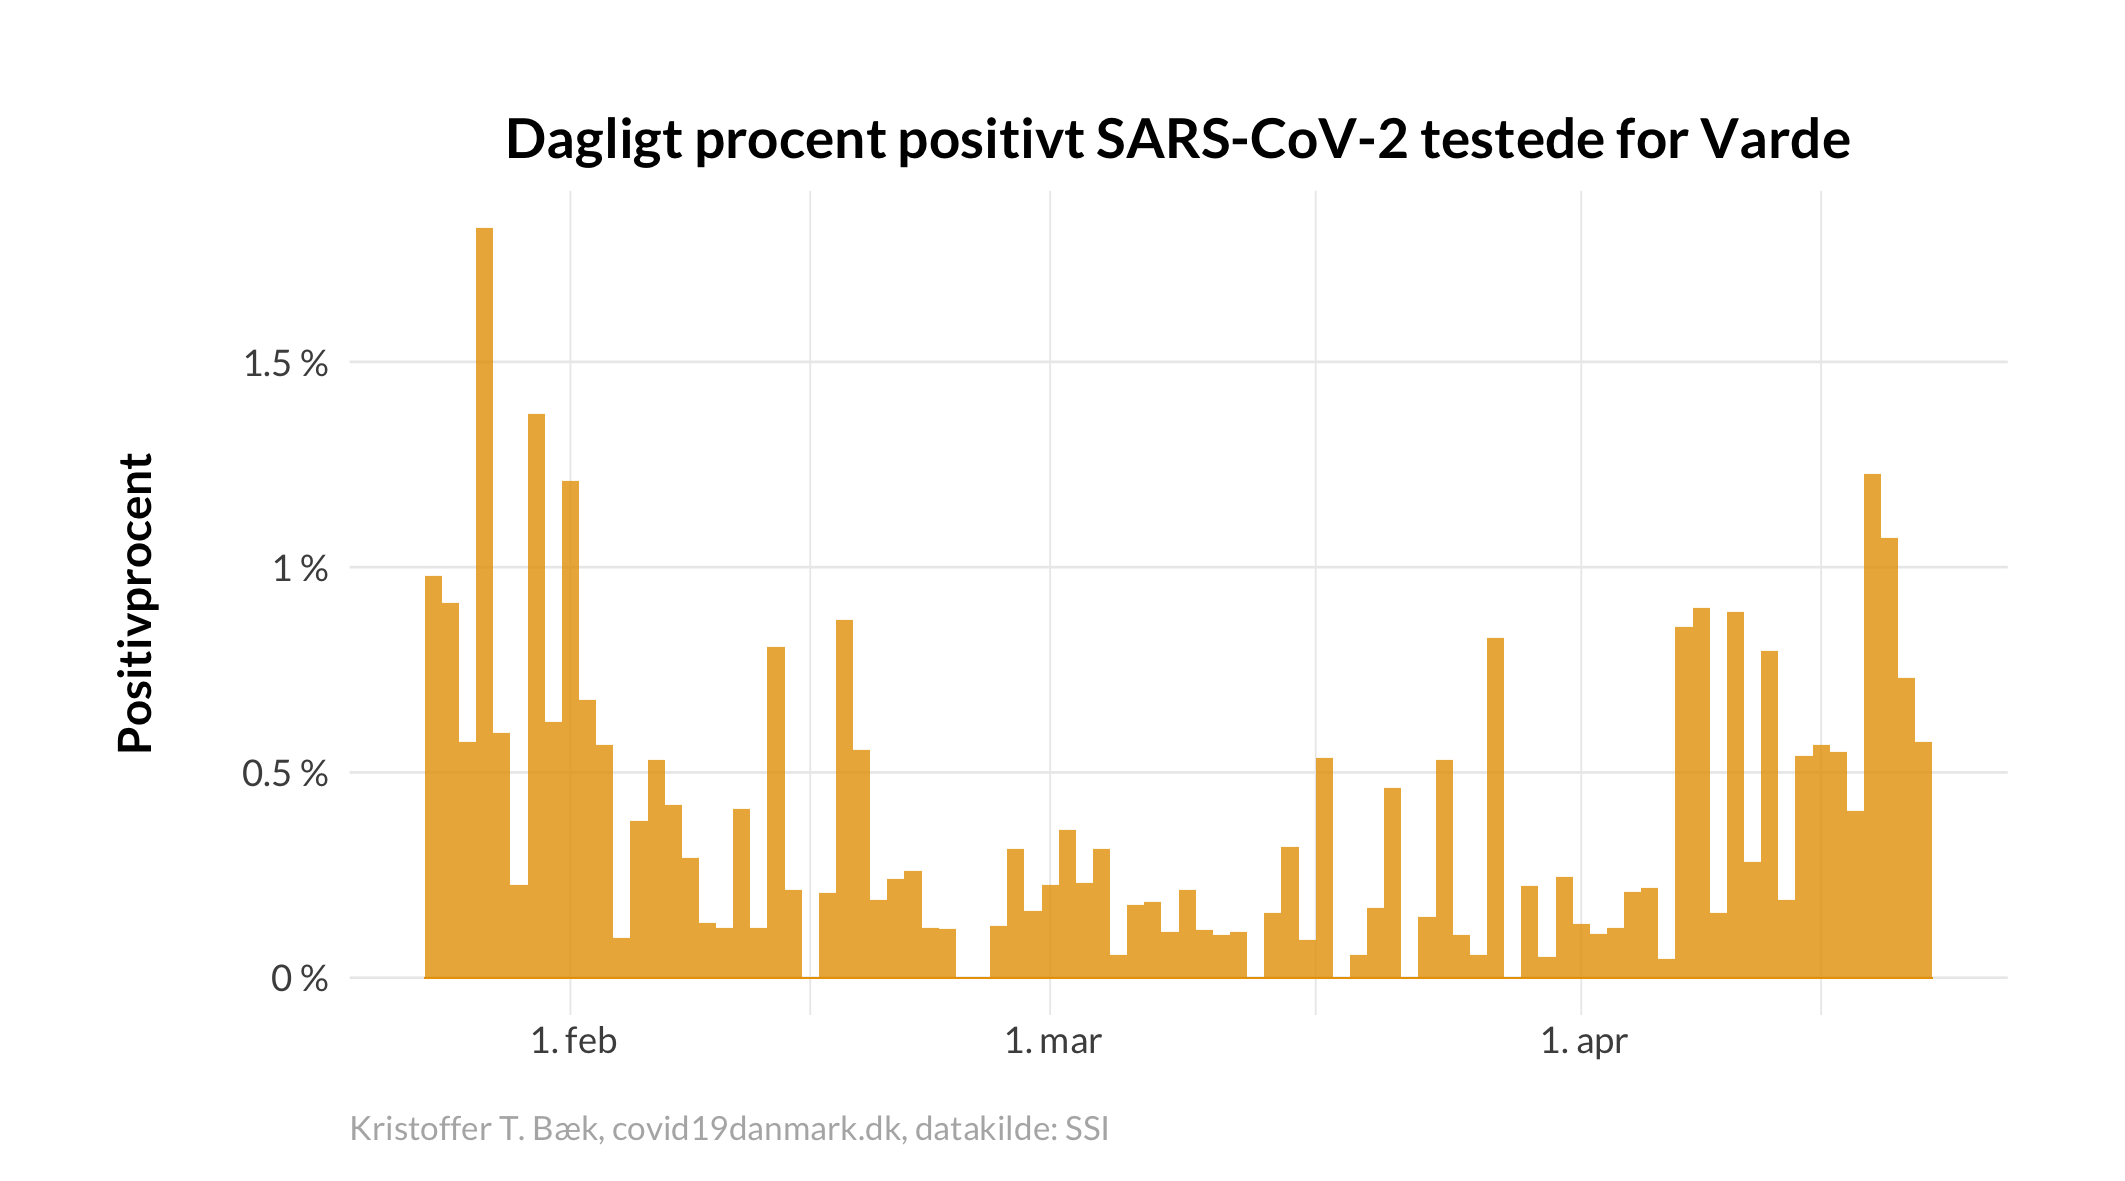 Dagligt procent positivt SARS-CoV-2 testede for Varde
Positivprocent
1.5 %
1 %
0.5 %
0 %
1. feb
1. mar
1. apr
Kristoffer T. Bæk, covid19danmark.dk, datakilde: SSI